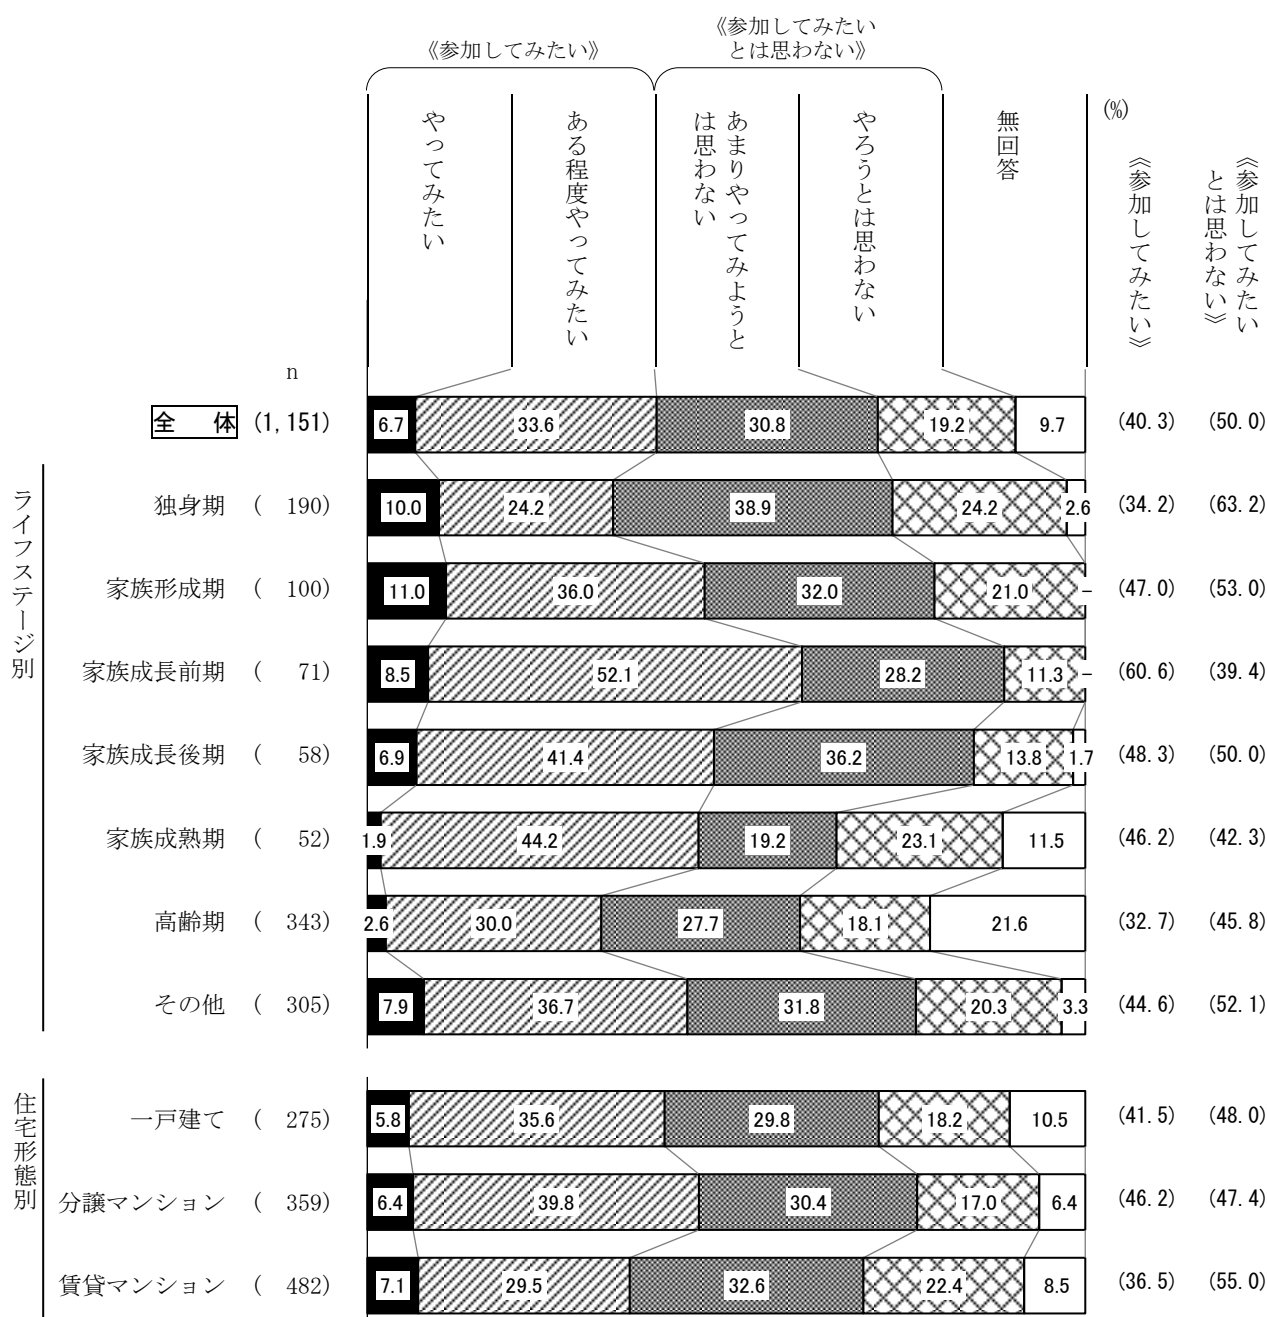 《参加してみたい》
《参加してみたい
とは思わない》
やってみたい
ある程度やってみたい
あまりやってみようと
は思わない
やろうとは思わない
無回答
(%)
《参加してみたい》
《参加してみたい
とは思わない》
n
全 体 (1,151) 6.7 33.6 30.8 19.2 9.7 (40.3) (50.0)
ライフステージ別
独身期 ( 190) 10.0 24.2 38.9 24.2 2.6 (34.2) (63.2)
家族形成期 ( 100) 11.0 36.0 32.0 21.0 - (47.0) (53.0)
家族成長前期 ( 71) 8.5 52.1 28.2 11.3 - (60.6) (39.4)
家族成長後期 ( 58) 6.9 41.4 36.2 13.8 1.7 (48.3) (50.0)
家族成熟期 ( 52) 1.9 44.2 19.2 23.1 11.5 (46.2) (42.3)
高齢期 ( 343) 2.6 30.0 27.7 18.1 21.6 (32.7) (45.8)
その他 ( 305) 7.9 36.7 31.8 20.3 3.3 (44.6) (52.1)
住宅形態別
一戸建て ( 275) 5.8 35.6 29.8 18.2 10.5 (41.5) (48.0)
分譲マンション ( 359) 6.4 39.8 30.4 17.0 6.4 (46.2) (47.4)
賃貸マンション ( 482) 7.1 29.5 32.6 22.4 8.5 (36.5) (55.0)